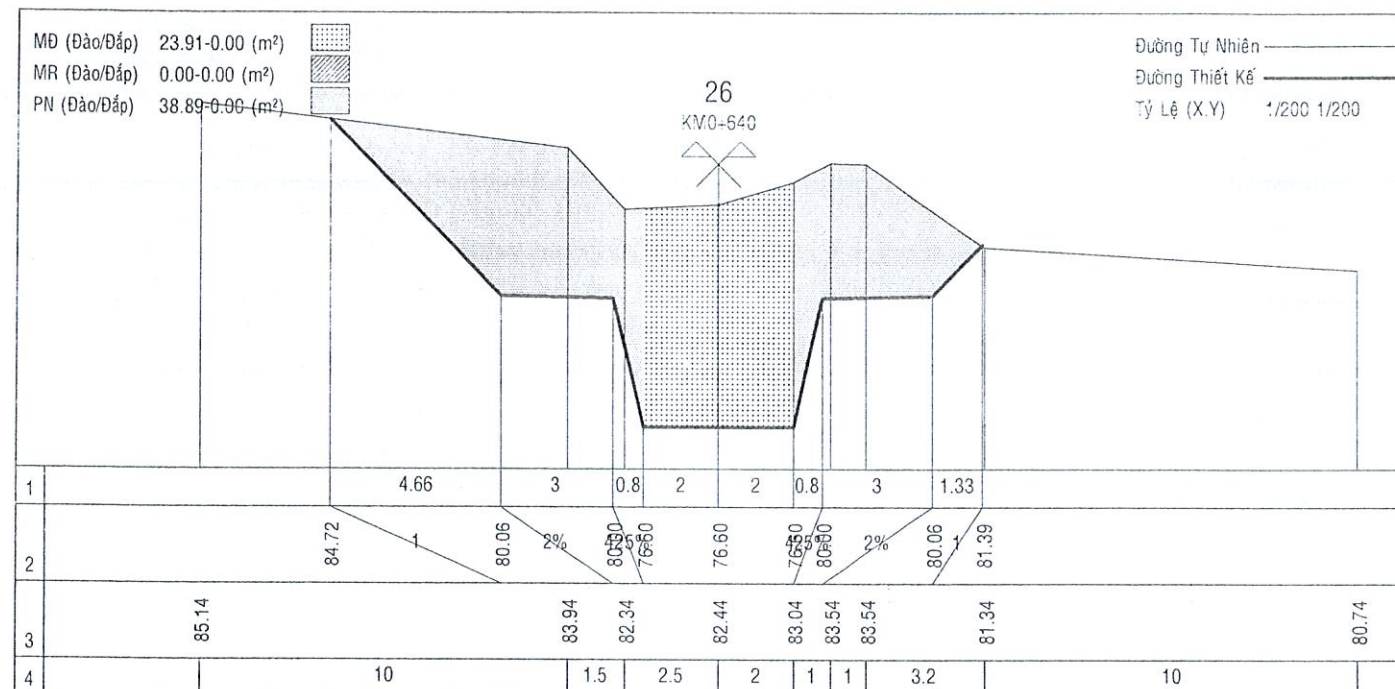 MĐ (Đào/Đắp) 23.91-0.00 (m²)
MR (Đào/Đắp) 0.00-0.00 (m²)
PN (Đào/Đắp) 38.89-0.00 (m²)
Đường Tự Nhiên
Đường Thiết Kế
Tỷ Lệ (X.Y) 1/200 1/200
26
KM0+640
1 4.66 3 0.8 2 2 0.8 3 1.33
2 84.72 1 80.06 2% 425% 76.60 76.60 425% 2% 80.06 1 81.39
3 85.14 83.94 82.34 82.44 83.04 83.54 83.54 81.34 80.74
4 10 1.5 2.5 2 1 1 3.2 10